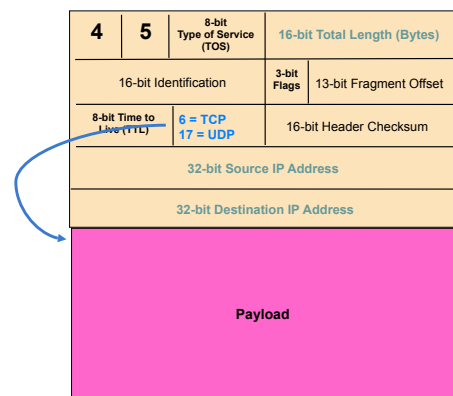 4
5
8-bit
Type of Service
(TOS)
16-bit Total Length (Bytes)
16-bit Identification
3-bit
Flags
13-bit Fragment Offset
8-bit Time to
Live (TTL)
6 = TCP
17 = UDP
16-bit Header Checksum
32-bit Source IP Address
32-bit Destination IP Address
Payload